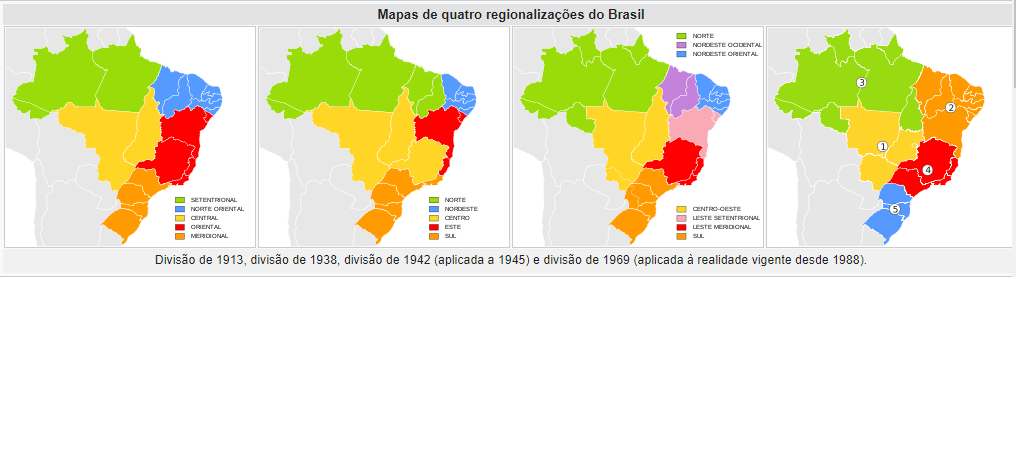 Mapas de quatro regionalizações do Brasil
SETENTRIONAL
NORTE ORIENTAL
CENTRAL
ORIENTAL
MERIDIONAL
NORTE
NORDESTE
CENTRO
ESTE
SUL
NORTE
NORDESTE OCIDENTAL
NORDESTE ORIENTAL
CENTRO-OESTE
LESTE SETENTRIONAL
LESTE MERIDIONAL
SUL
3
2
1
4
5
Divisão de 1913, divisão de 1938, divisão de 1942 (aplicada a 1945) e divisão de 1969 (aplicada à realidade vigente desde 1988).